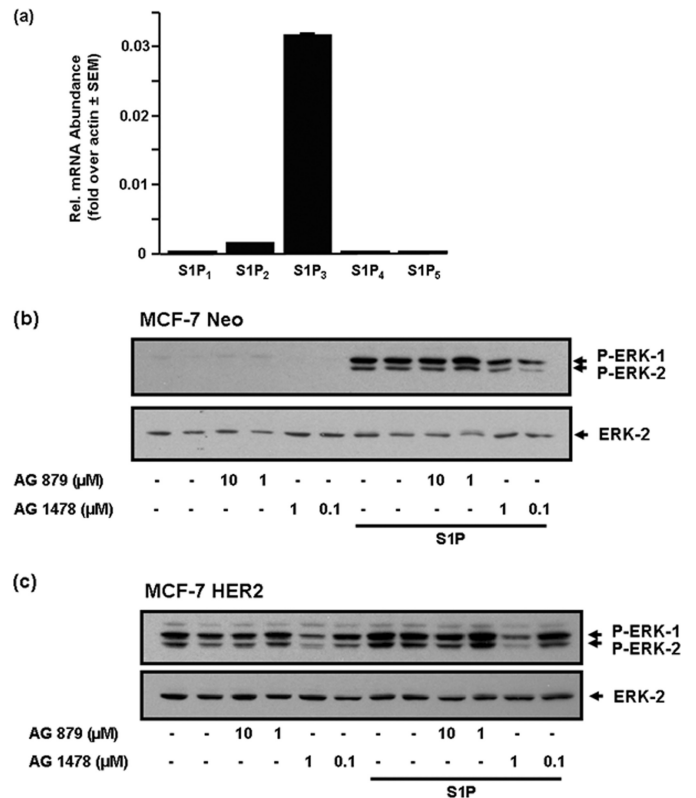 (a)
Rel. mRNA Abundance
(fold over actin ± SEM)
0.03
0.02
0.01
0
S1P₁ S1P₂ S1P₃ S1P₄ S1P₅
(b)
MCF-7 Neo
P-ERK-1
P-ERK-2
ERK-2
AG 879 (µM) - - 10 1 - - - - 10 1 - -
AG 1478 (µM) - - - - 1 0.1 - - - - 1 0.1
S1P
(c)
MCF-7 HER2
P-ERK-1
P-ERK-2
ERK-2
AG 879 (µM) - - 10 1 - - - - 10 1 - -
AG 1478 (µM) - - - - 1 0.1 - - - - 1 0.1
S1P